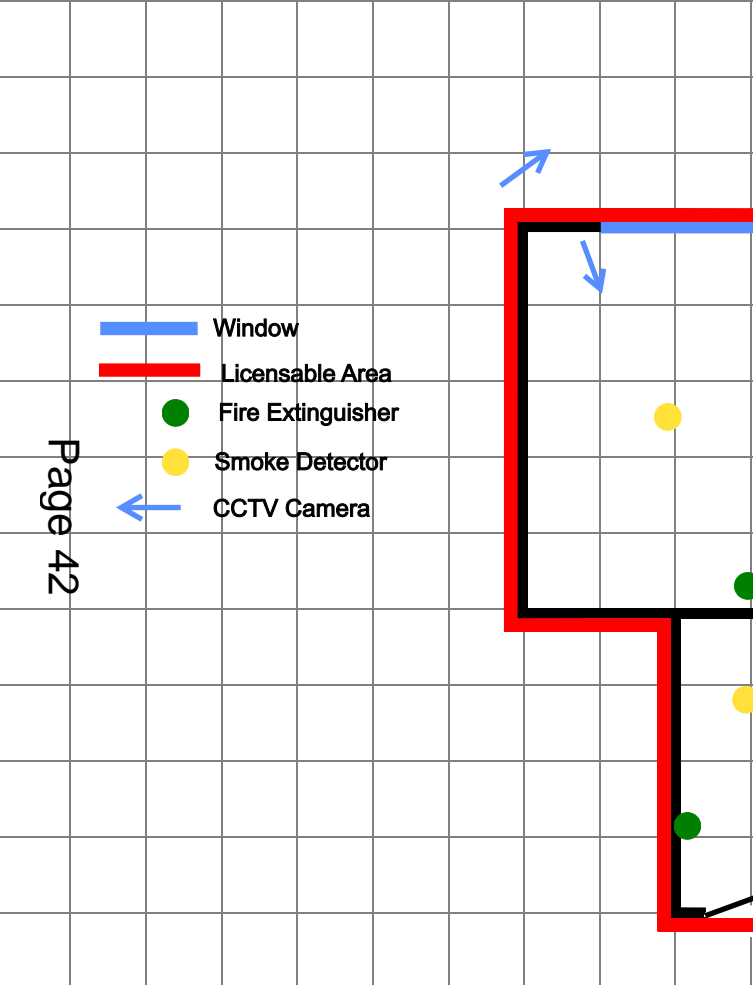 Window
Licensable Area
Fire Extinguisher
Smoke Detector
CCTV Camera
Page 42